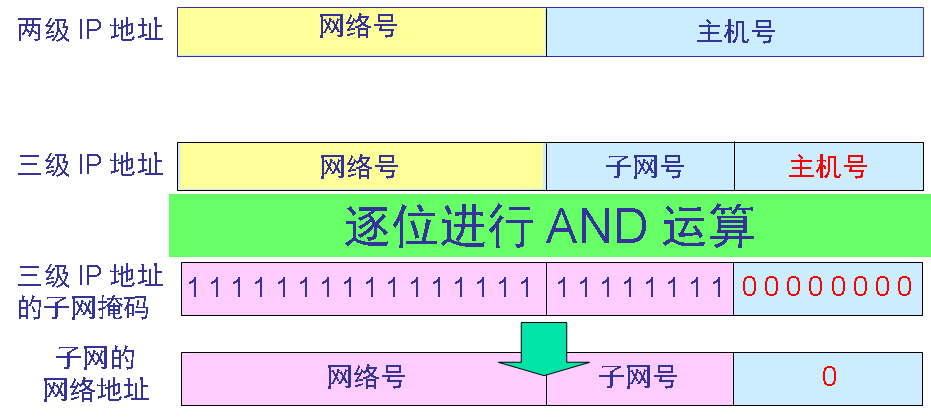 两级 IP 地址 网络号 主机号
三级 IP 地址 网络号 子网号 主机号
逐位进行 AND 运算
三级 IP 地址
的子网掩码
1 1 1 1 1 1 1 1 1 1 1 1 1 1 1 1 1 1 1 1 1 1 1 1 0 0 0 0 0 0 0 0
子网的
网络地址
网络号 子网号 0